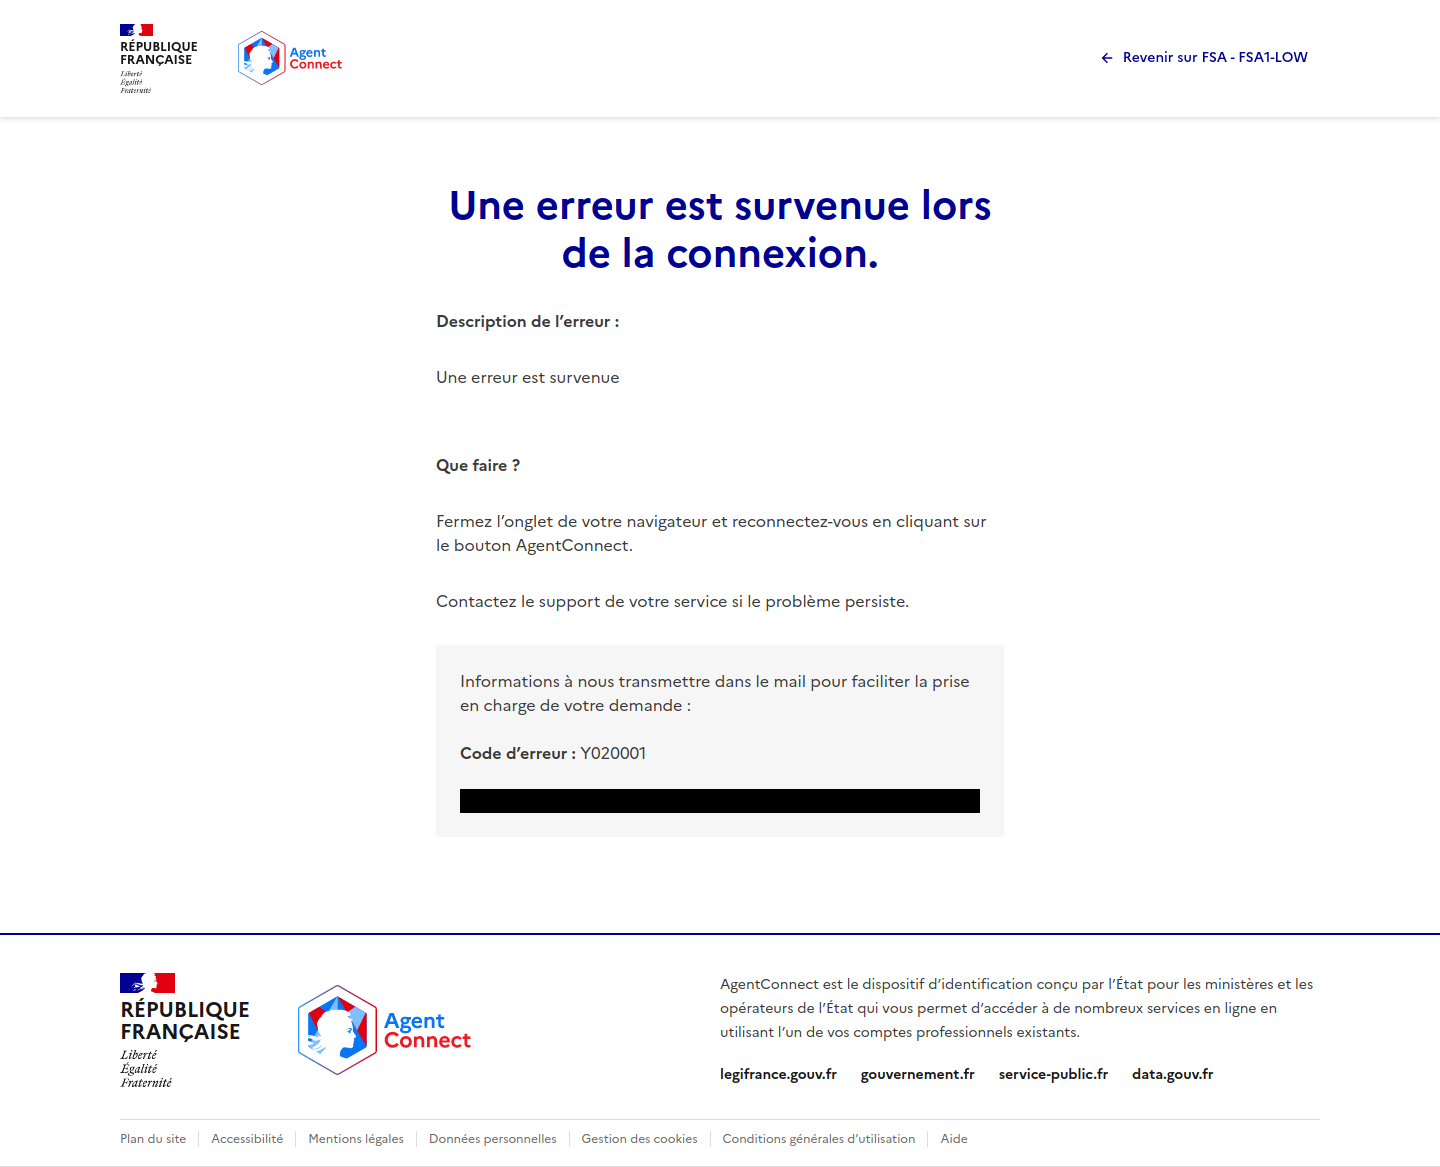 RÉPUBLIQUE
FRANÇAISE
Liberté
Égalité
Fraternité
Agent
Connect
← Revenir sur FSA - FSA1-LOW
Une erreur est survenue lors
de la connexion.
Description de l’erreur :
Une erreur est survenue
Que faire ?
Fermez l’onglet de votre navigateur et reconnectez-vous en cliquant sur
le bouton AgentConnect.
Contactez le support de votre service si le problème persiste.
Informations à nous transmettre dans le mail pour faciliter la prise
en charge de votre demande :
Code d’erreur : Y020001
RÉPUBLIQUE
FRANÇAISE
Liberté
Égalité
Fraternité
Agent
Connect
AgentConnect est le dispositif d’identification conçu par l’État pour les ministères et les
opérateurs de l’État qui vous permet d’accéder à de nombreux services en ligne en
utilisant l’un de vos comptes professionnels existants.
legifrance.gouv.fr gouvernement.fr service-public.fr data.gouv.fr
Plan du site Accessibilité Mentions légales Données personnelles Gestion des cookies Conditions générales d’utilisation Aide